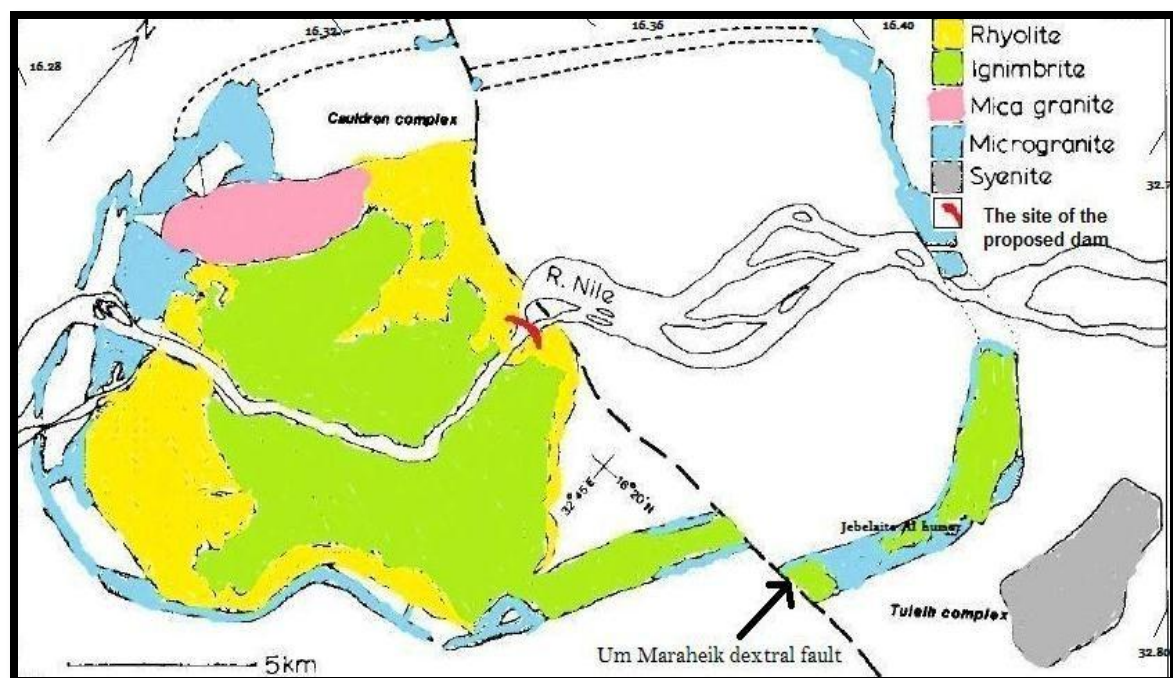 N
16.28
16.32
16.36
16.40
Rhyolite
Ignimbrite
Mica granite
Microgranite
Syenite
The site of the
proposed dam
Cauldron complex
32.7
R. Nile
32° 45'E
16° 20'N
Jebelaite Al humer
Tuleih complex
5km
Um Maraheik dextral fault
32.80